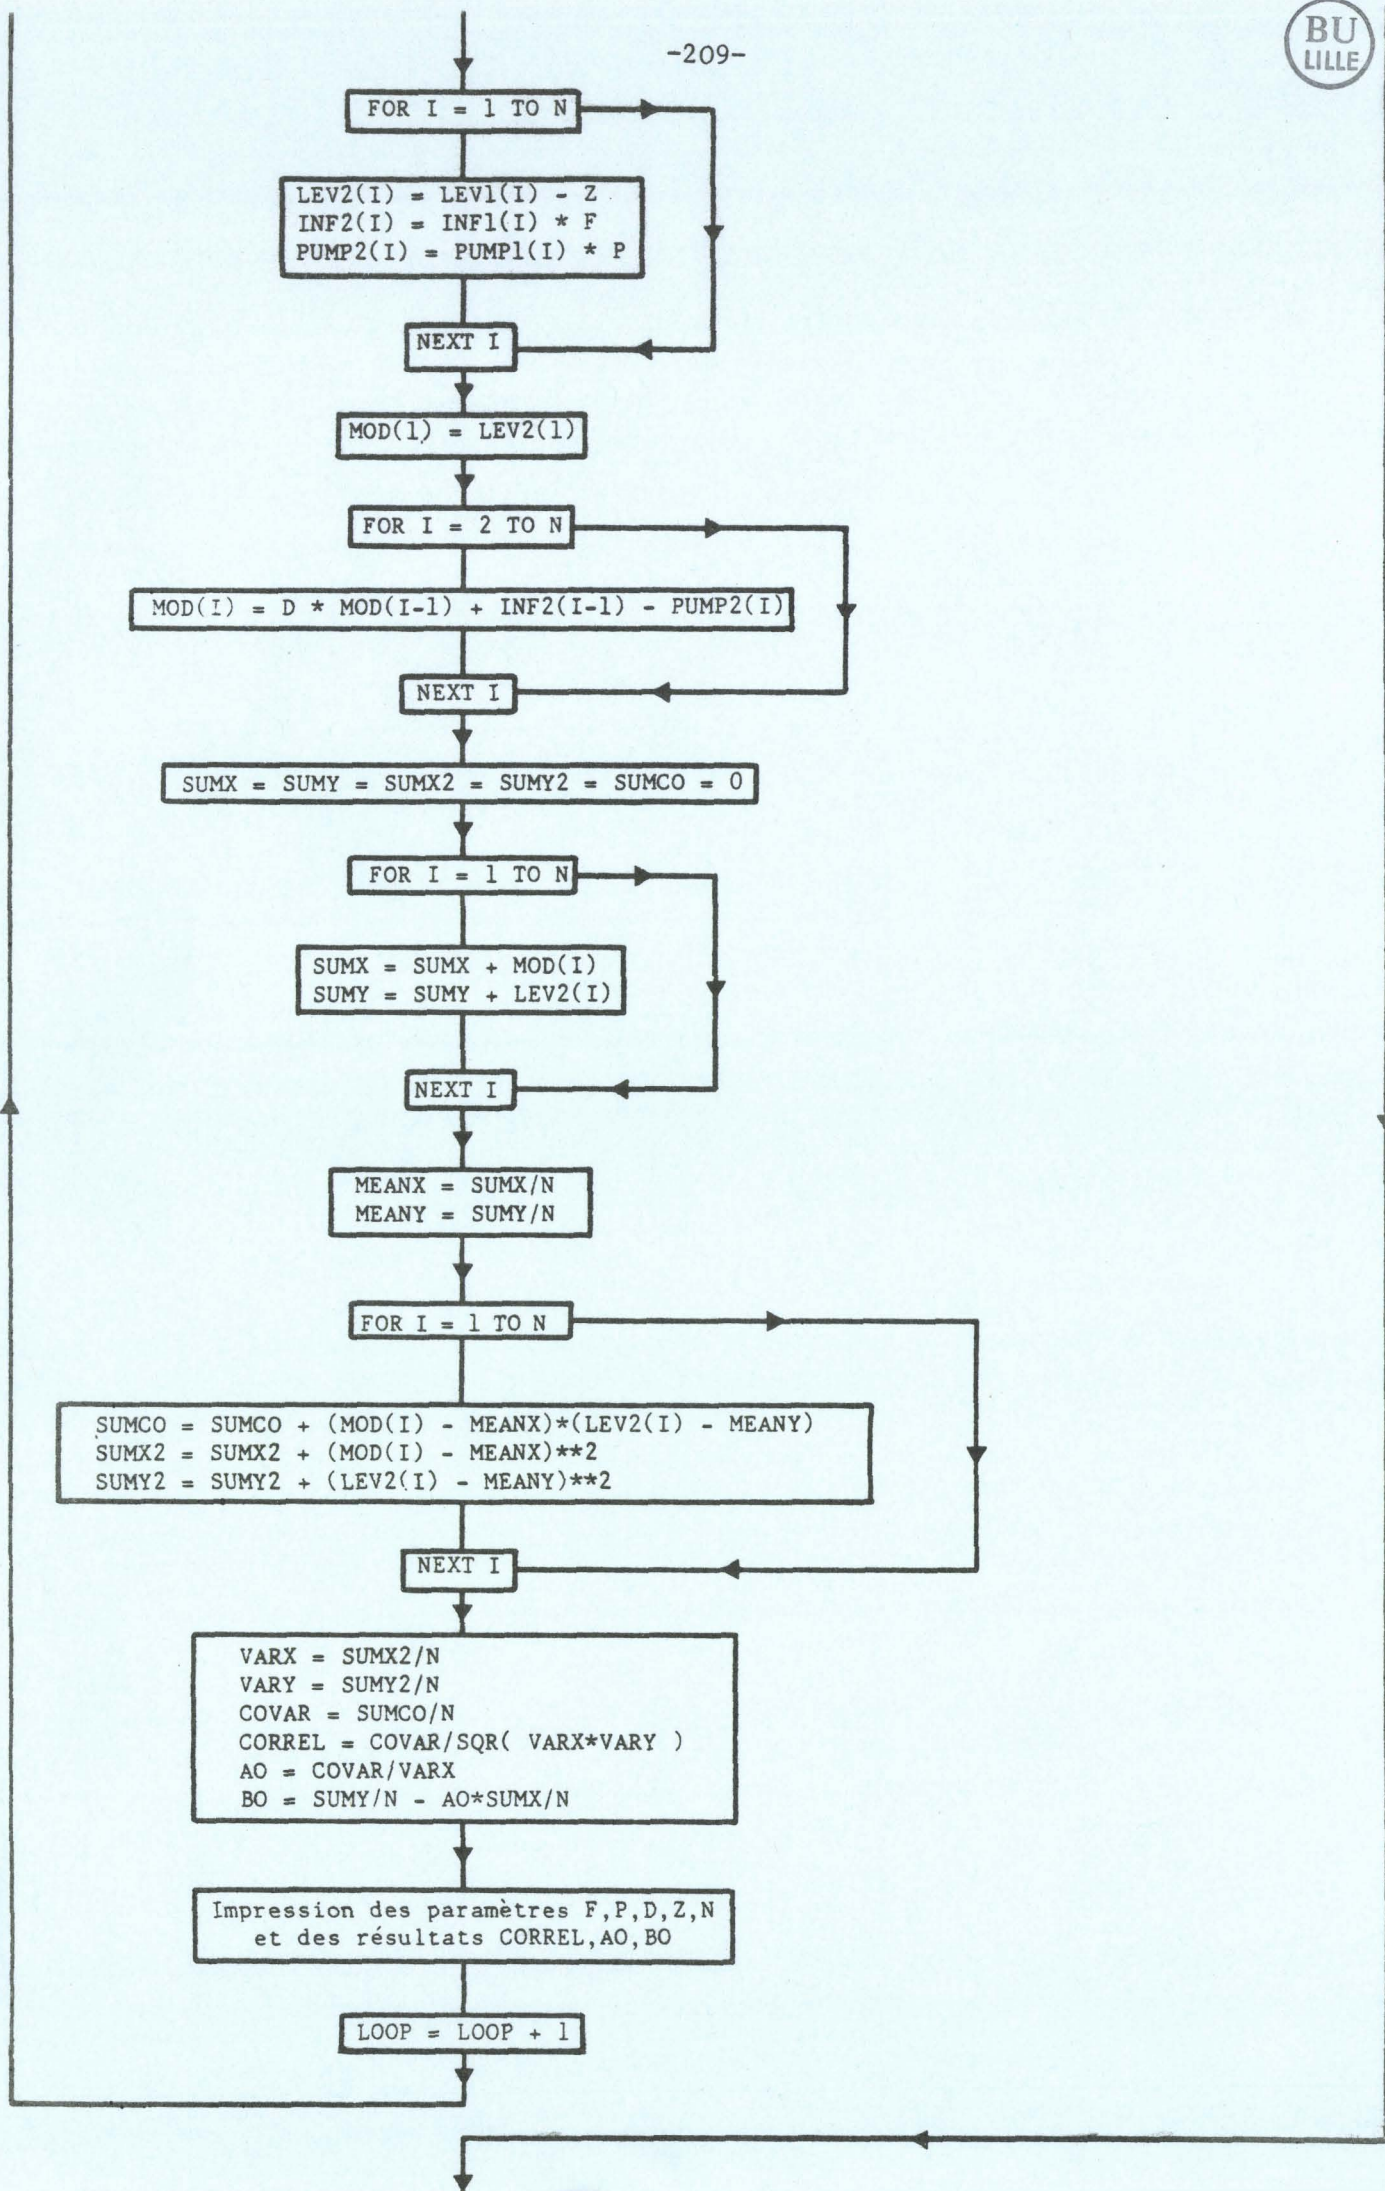 -209-
BU
LILLE
FOR I = 1 TO N
LEV2(I) = LEV1(I) - Z
INF2(I) = INF1(I) * F
PUMP2(I) = PUMP1(I) * P
NEXT I
MOD(1) = LEV2(1)
FOR I = 2 TO N
MOD(I) = D * MOD(I-1) + INF2(I-1) - PUMP2(I)
NEXT I
SUMX = SUMY = SUMX2 = SUMY2 = SUMCO = 0
FOR I = 1 TO N
SUMX = SUMX + MOD(I)
SUMY = SUMY + LEV2(I)
NEXT I
MEANX = SUMX/N
MEANY = SUMY/N
FOR I = 1 TO N
SUMCO = SUMCO + (MOD(I) - MEANX)*(LEV2(I) - MEANY)
SUMX2 = SUMX2 + (MOD(I) - MEANX)**2
SUMY2 = SUMY2 + (LEV2(I) - MEANY)**2
NEXT I
VARX = SUMX2/N
VARY = SUMY2/N
COVAR = SUMCO/N
CORREL = COVAR/SQR( VARX*VARY )
AO = COVAR/VARX
BO = SUMY/N - AO*SUMX/N
Impression des paramètres F,P,D,Z,N
et des résultats CORREL,AO,BO
LOOP = LOOP + 1